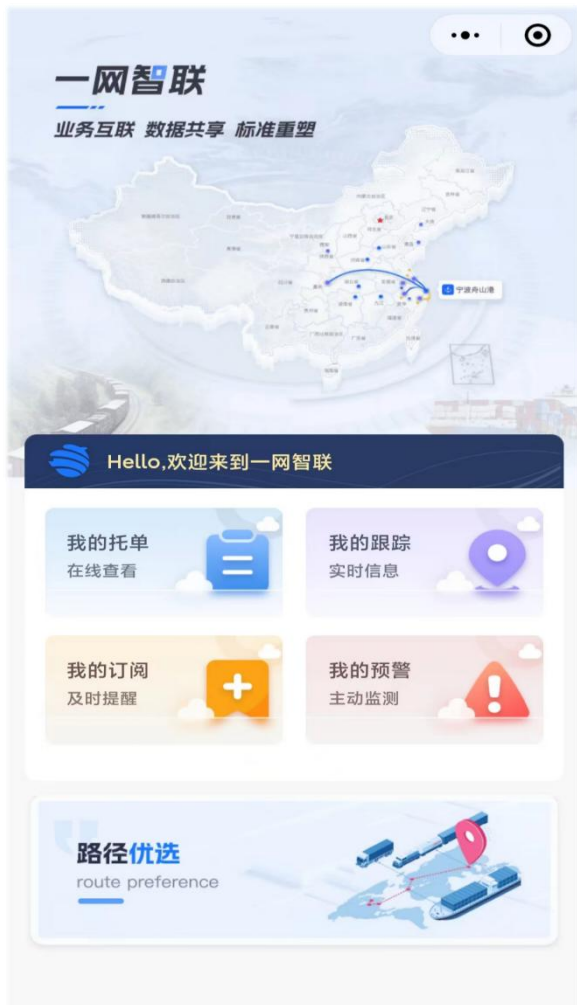 一网智联
业务互联 数据共享 标准重塑
宁波舟山港
Hello,欢迎来到一网智联
我的托单
在线查看
我的跟踪
实时信息
我的订阅
及时提醒
我的预警
主动监测
路径优选
route preference